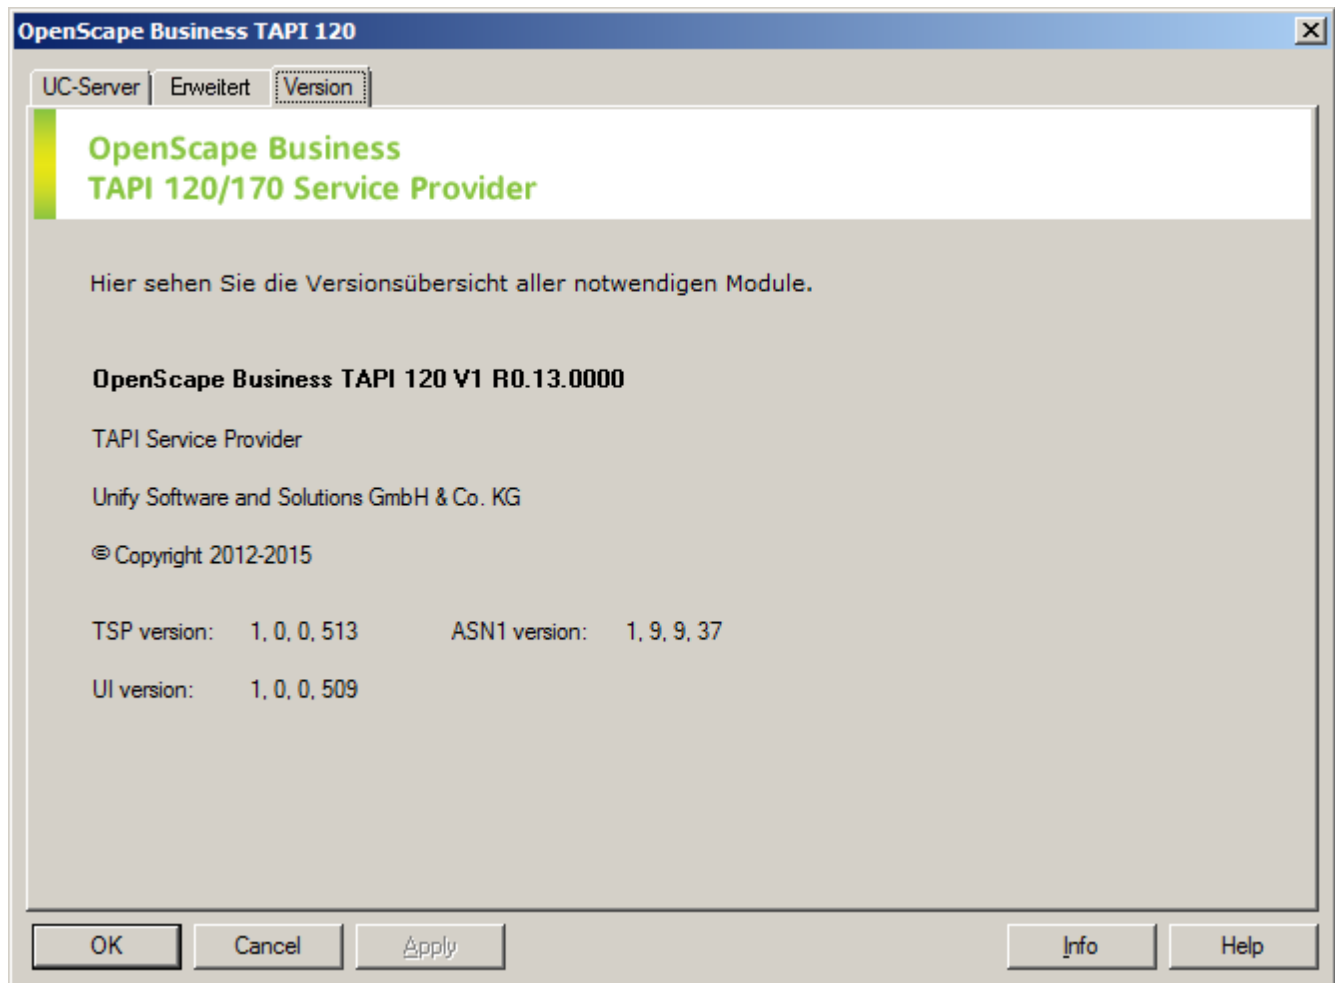 OpenScape Business TAPI 120
UC-Server Erweitert Version
OpenScape Business
TAPI 120/170 Service Provider
Hier sehen Sie die Versionsübersicht aller notwendigen Module.
OpenScape Business TAPI 120 V1 R0.13.0000
TAPI Service Provider
Unify Software and Solutions GmbH & Co. KG
© Copyright 2012-2015
TSP version: 1, 0, 0, 513 ASN1 version: 1, 9, 9, 37
UI version: 1, 0, 0, 509
OK Cancel Apply Info Help